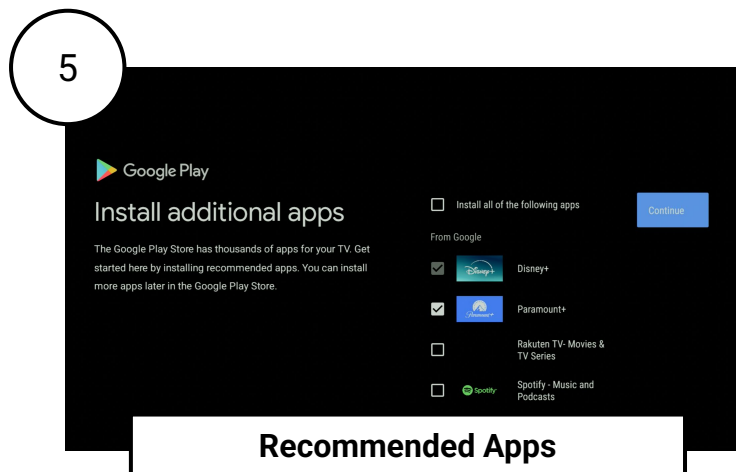 5
Google Play
Install additional apps
The Google Play Store has thousands of apps for your TV. Get
started here by installing recommended apps. You can install
more apps later in the Google Play Store.
Install all of the following apps
Continue
From Google
Disney+
Disney+
Paramount+
Paramount+
Rakuten TV- Movies &
TV Series
Spotify
Spotify - Music and
Podcasts
Recommended Apps